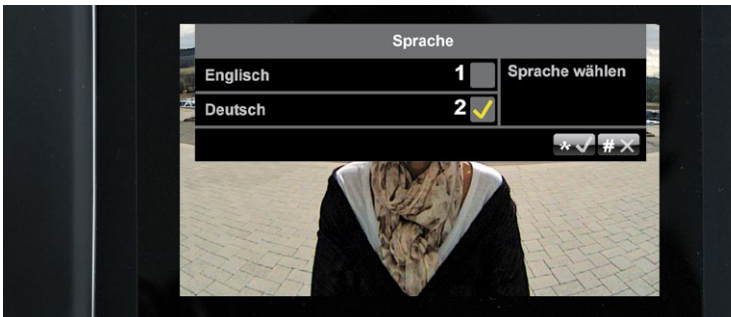 Sprache
Englisch 1
Sprache wählen
Deutsch 2
* #